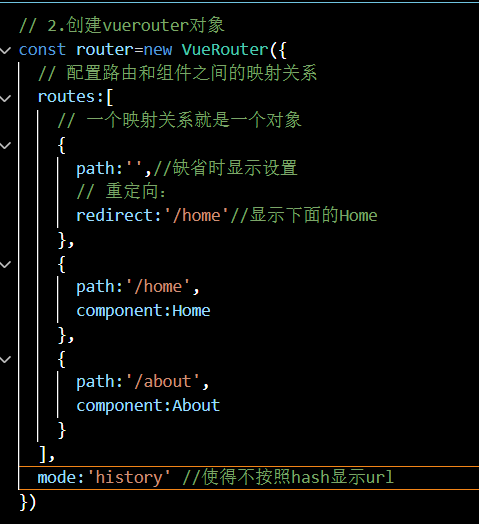 // 2.创建vuerouter对象
const router=new VueRouter({
// 配置路由和组件之间的映射关系
routes:[
// 一个映射关系就是一个对象
{
path:'',//缺省时显示设置
// 重定向:
redirect:'/home'//显示下面的Home
},
{
path:'/home',
component:Home
},
{
path:'/about',
component:About
}
],
mode:'history' //使得不按照hash显示url
})